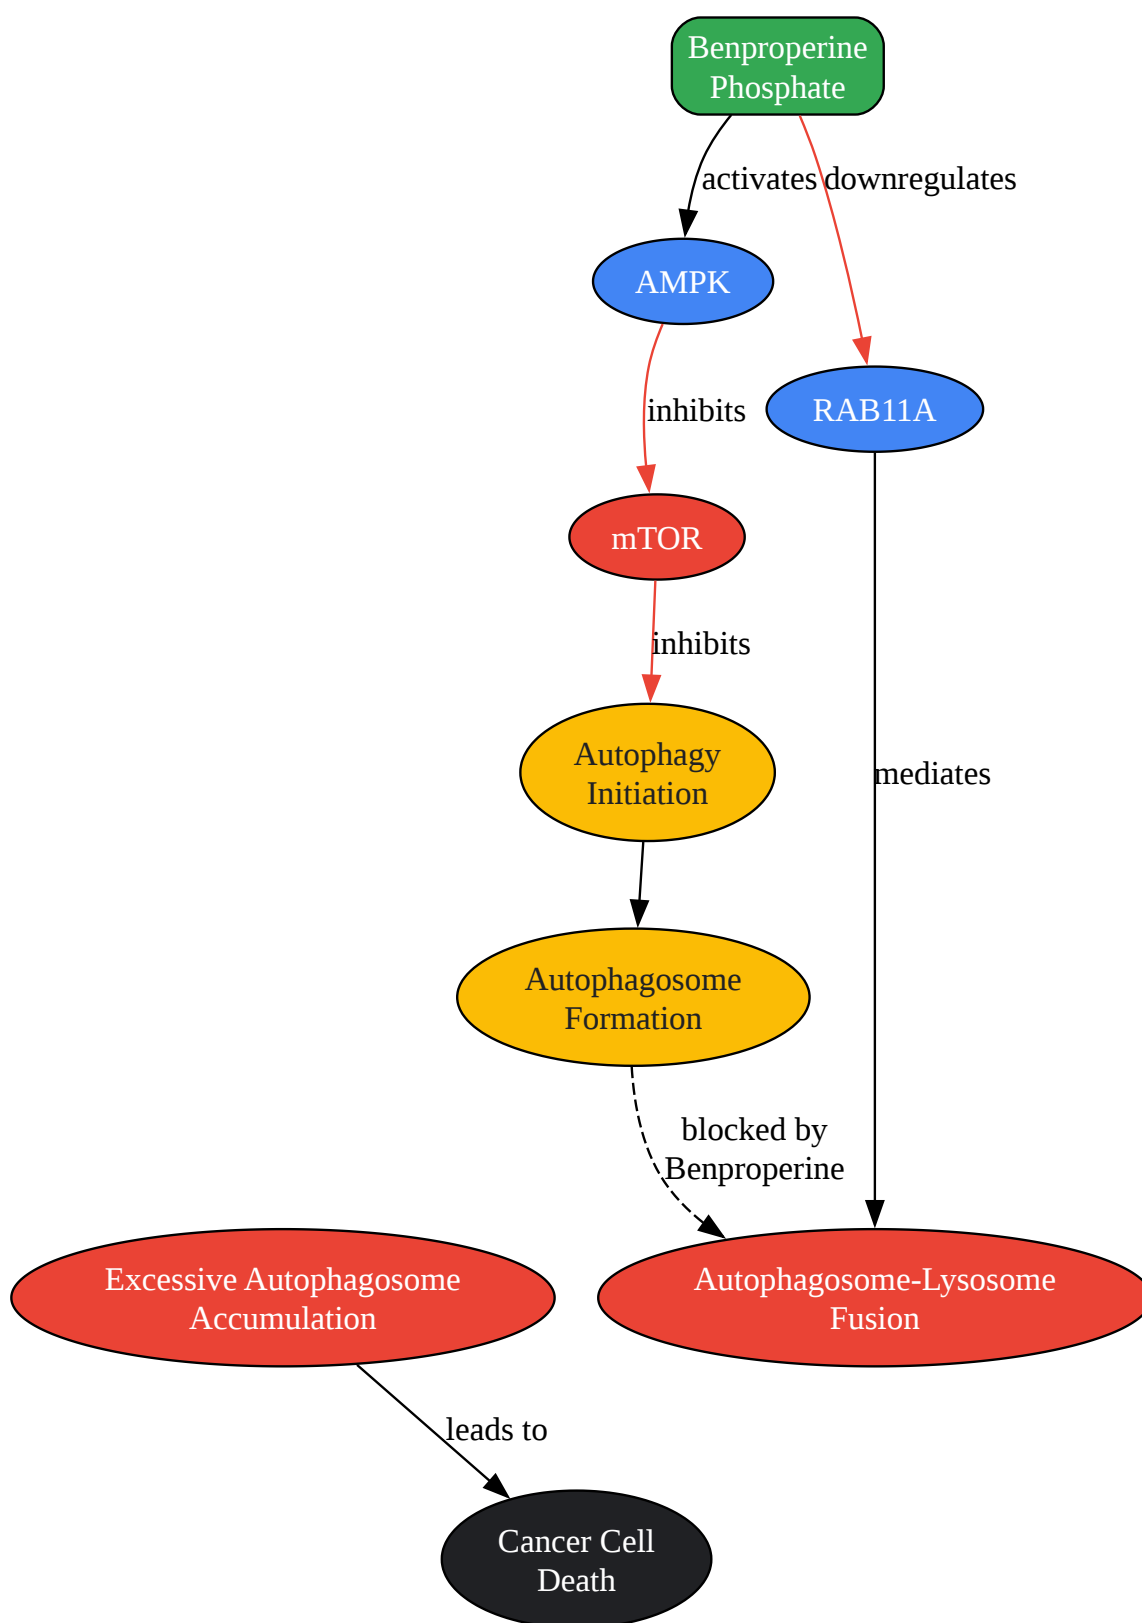 Benproperine
Phosphate
activates
downregulates
AMPK
inhibits
RAB11A
mTOR
inhibits
Autophagy
Initiation
mediates
Autophagosome
Formation
blocked by
Benproperine
Excessive Autophagosome
Accumulation
Autophagosome-Lysosome
Fusion
leads to
Cancer Cell
Death